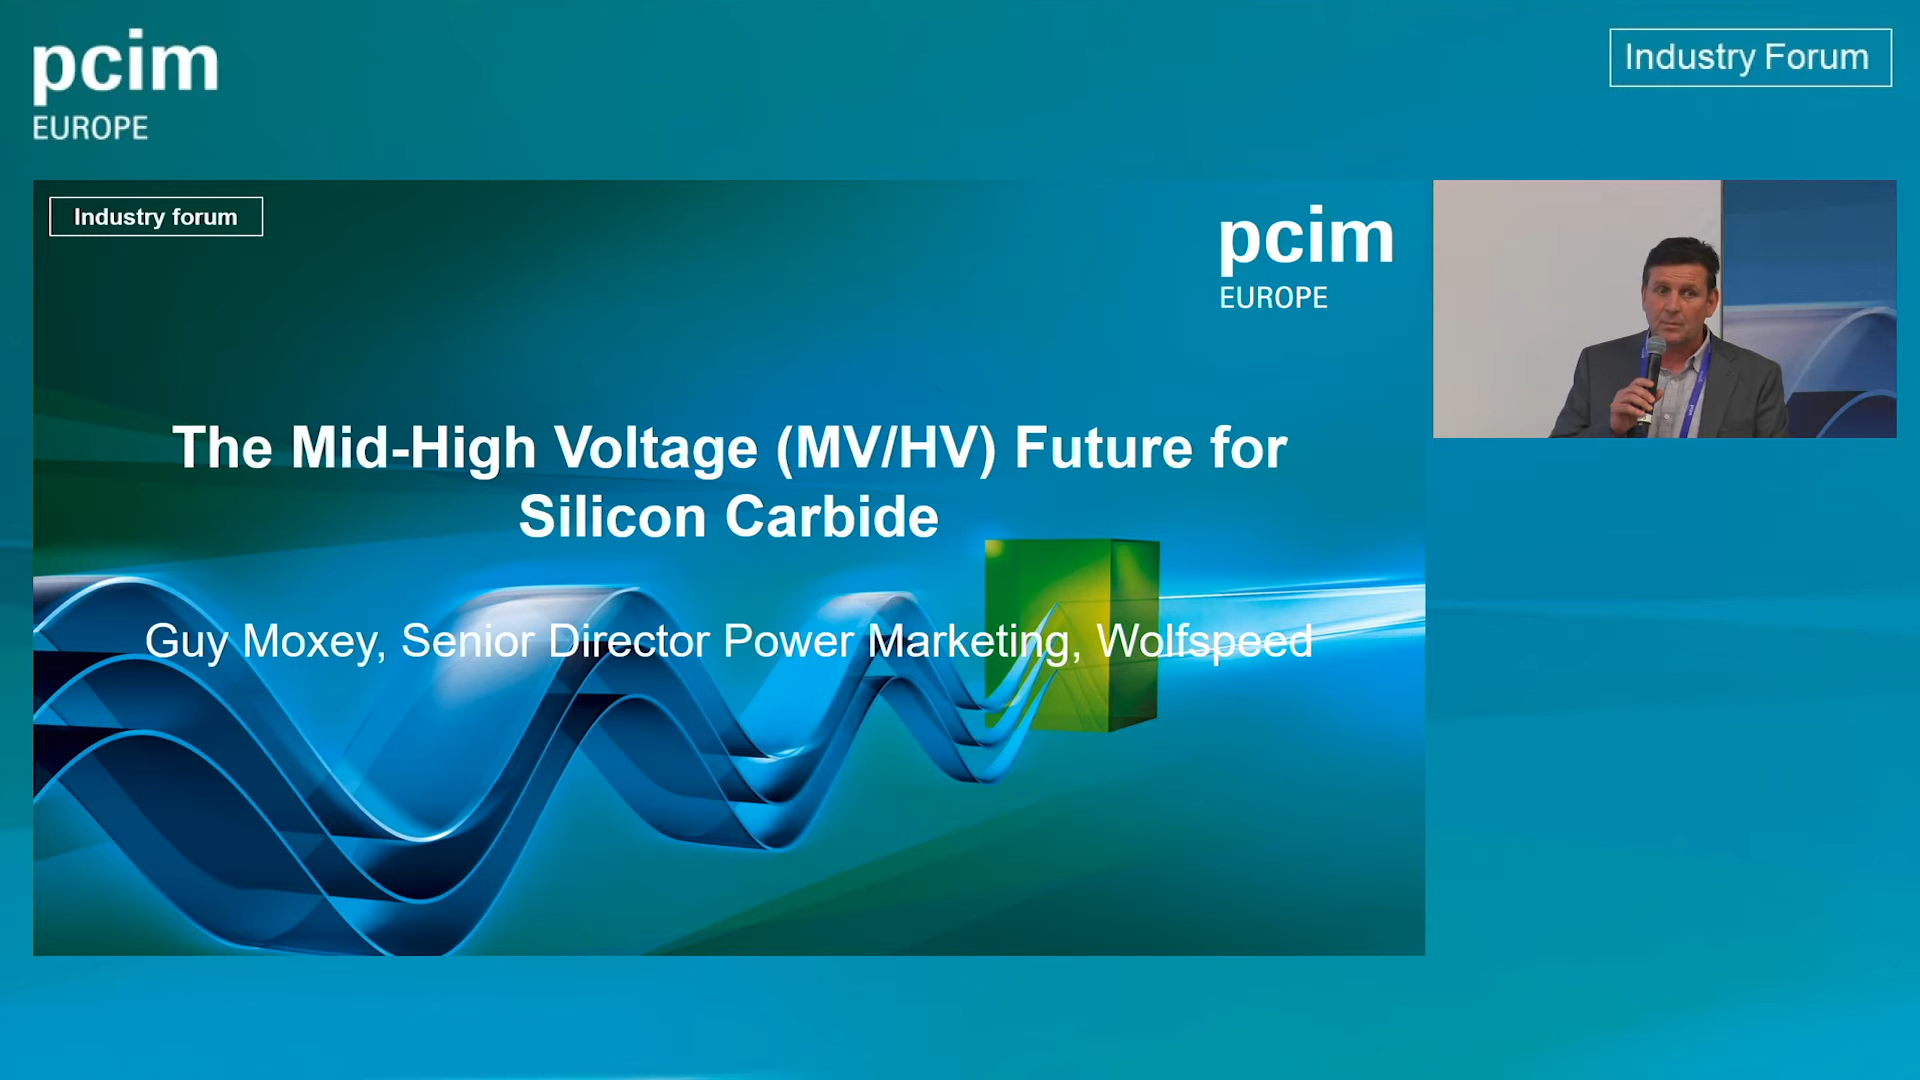 pcim
EUROPE
Industry Forum
Industry forum
pcim
EUROPE
The Mid-High Voltage (MV/HV) Future for
Silicon Carbide
Guy Moxey, Senior Director Power Marketing, Wolfspeed